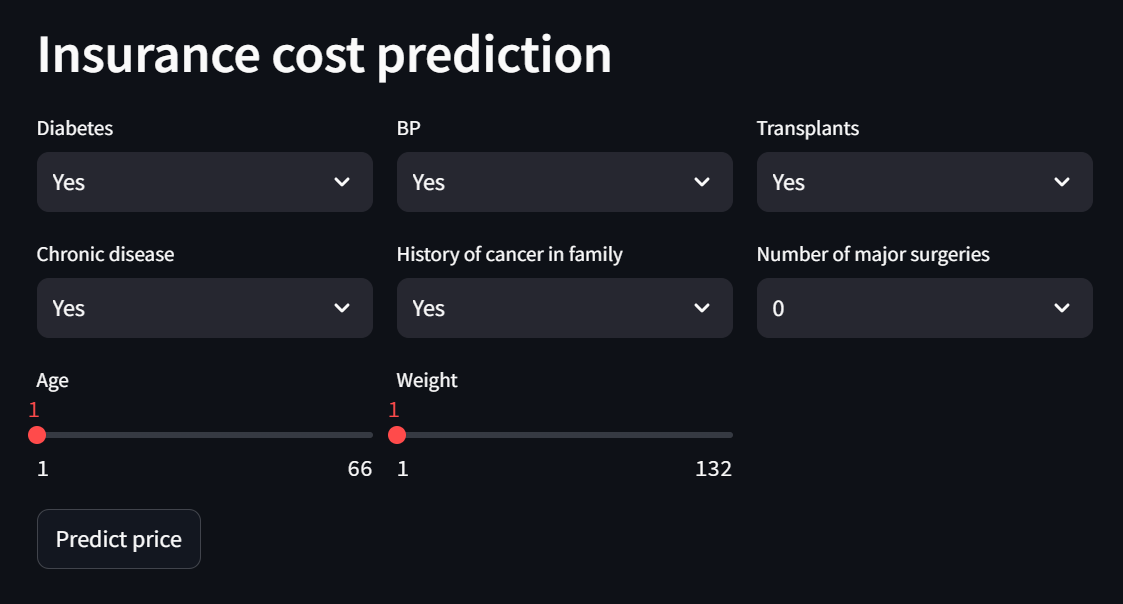 Insurance cost prediction
Diabetes BP Transplants
Yes Yes Yes
Chronic disease History of cancer in family Number of major surgeries
Yes Yes 0
Age Weight
1 1
1 66 1 132
Predict price